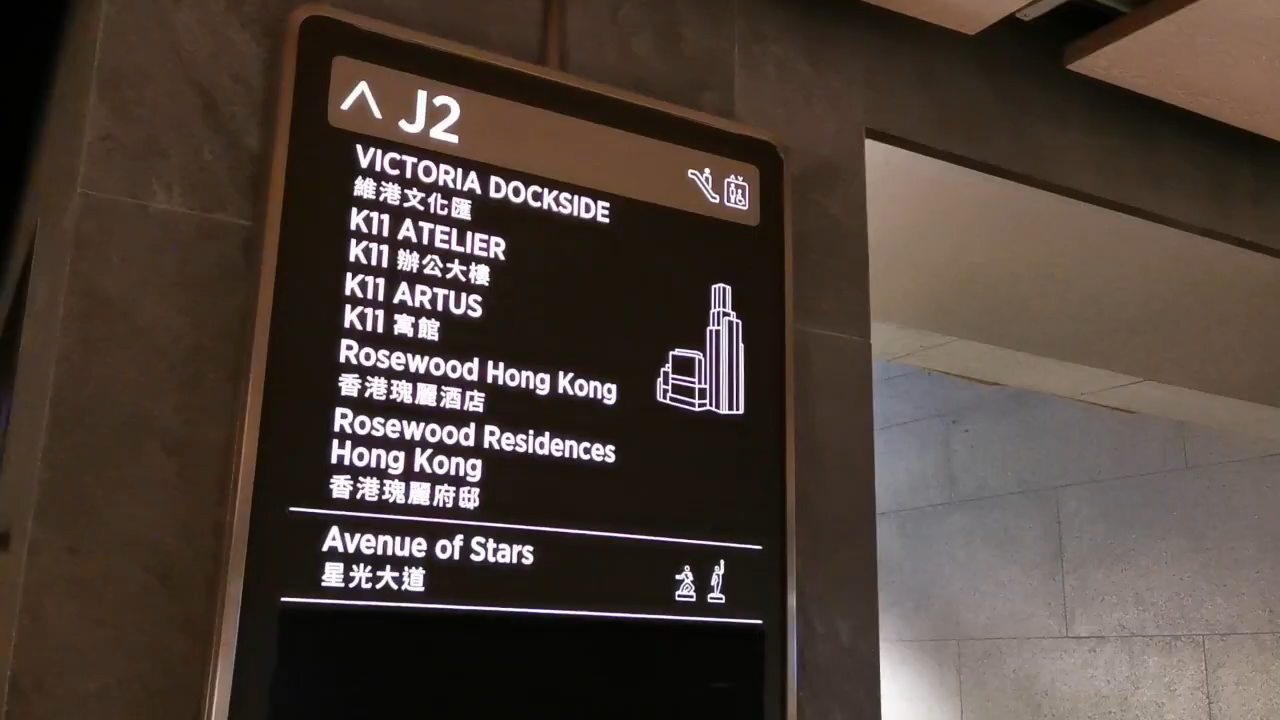 J2
VICTORIA DOCKSIDE
維港文化匯
K11 ATELIER
K11 辦公大樓
K11 ARTUS
K11 寓館
Rosewood Hong Kong
香港瑰麗酒店
Rosewood Residences
Hong Kong
香港瑰麗府邸
Avenue of Stars
星光大道